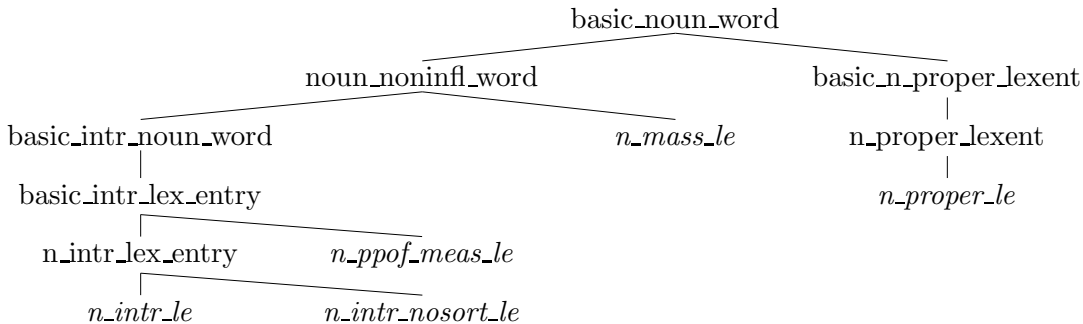 basic_noun_word
noun_noninfl_word basic_n_proper_lexent
basic_intr_noun_word n_mass_le n_proper_lexent
basic_intr_lex_entry n_proper_le
n_intr_lex_entry n_ppof_meas_le
n_intr_le n_intr_nosort_le